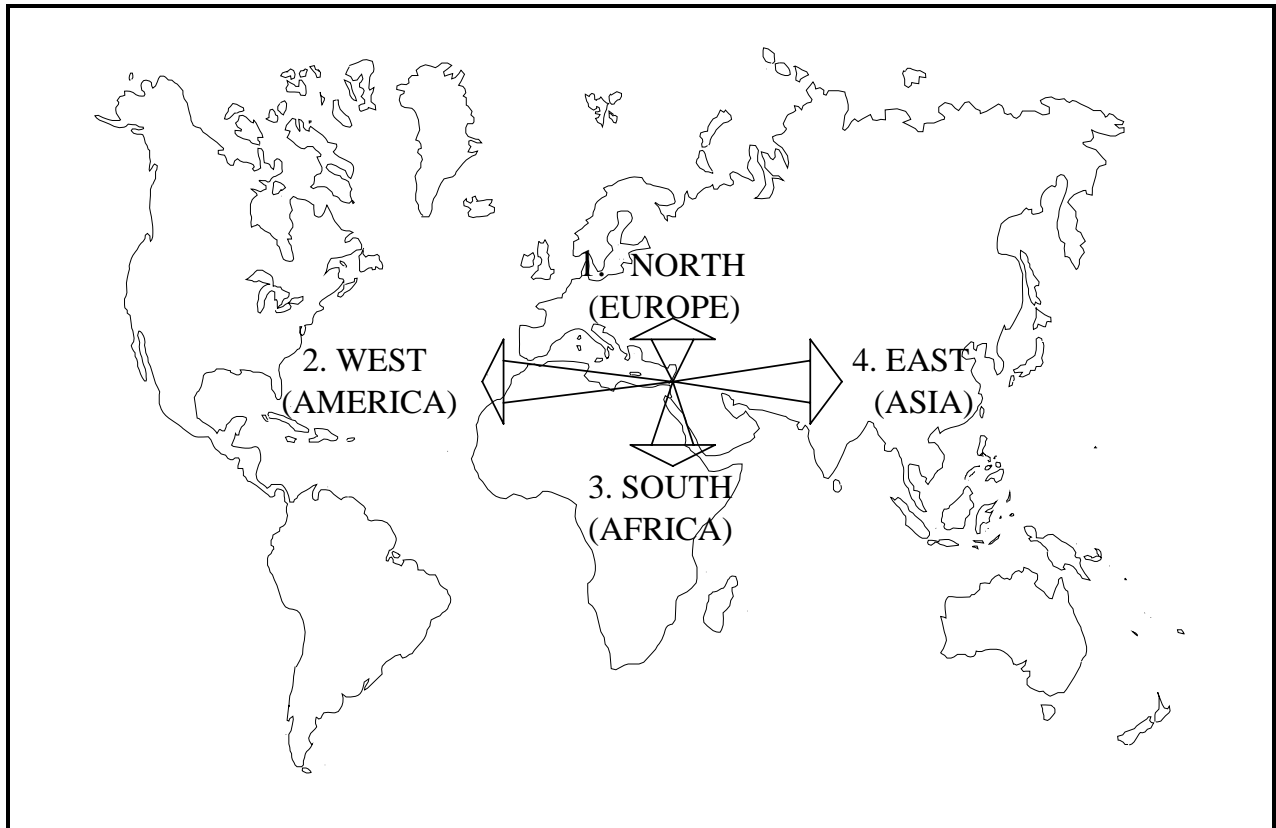 1. NORTH
(EUROPE)
2. WEST
(AMERICA)
4. EAST
(ASIA)
3. SOUTH
(AFRICA)